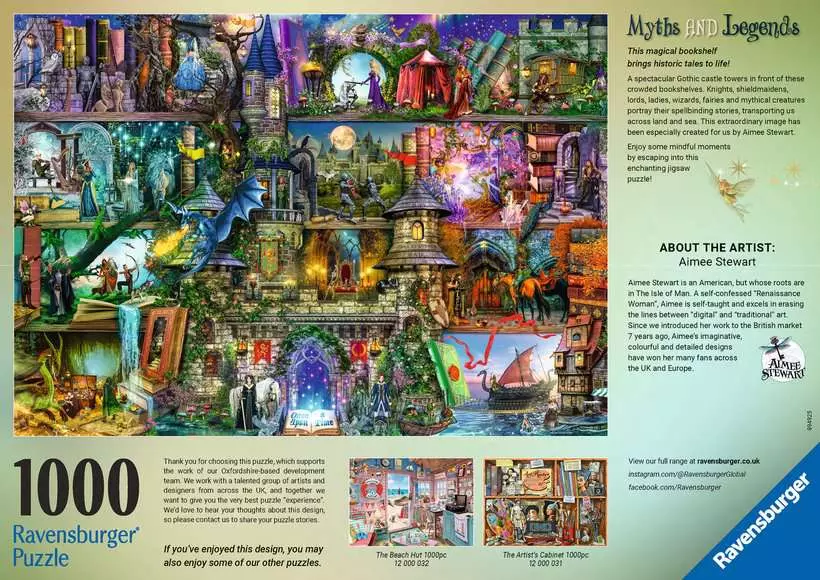 Myths AND Legends
This magical bookshelf
brings historic tales to life!
A spectacular Gothic castle towers in front of these
crowded bookshelves. Knights, shieldmaidens,
lords, ladies, wizards, fairies and mythical creatures
portray their spellbinding stories, transporting us
across land and sea. This extraordinary image has
been especially created for us by Aimee Stewart.
Enjoy some mindful moments
by escaping into this
enchanting jigsaw
puzzle!
ABOUT THE ARTIST:
Aimee Stewart
Aimee Stewart is an American, but whose roots are
in The Isle of Man. A self-confessed "Renaissance
Woman", Aimee is self-taught and excels in erasing
the lines between "digital" and "traditional" art.
Since we introduced her work to the British market
7 years ago, Aimee's imaginative,
colourful and detailed designs
have won her many fans across
the UK and Europe.
AIMEE
STEWART
894925
Once
Upon a Time
1000
Ravensburger®
Puzzle
Thank you for choosing this puzzle, which supports
the work of our Oxfordshire-based development
team. We work with a talented group of artists and
designers from across the UK, and together we
want to give you the very best puzzle "experience".
We'd love to hear your thoughts about this design,
so please contact us to share your puzzle stories.
If you've enjoyed this design, you may
also enjoy some of our other puzzles.
The Beach Hut 1000pc
12 000 032
The Artist's Cabinet 1000pc
12 000 031
View our full range at ravensburger.co.uk
instagram.com/@RavensburgerGlobal
facebook.com/Ravensburger
Ravensburger